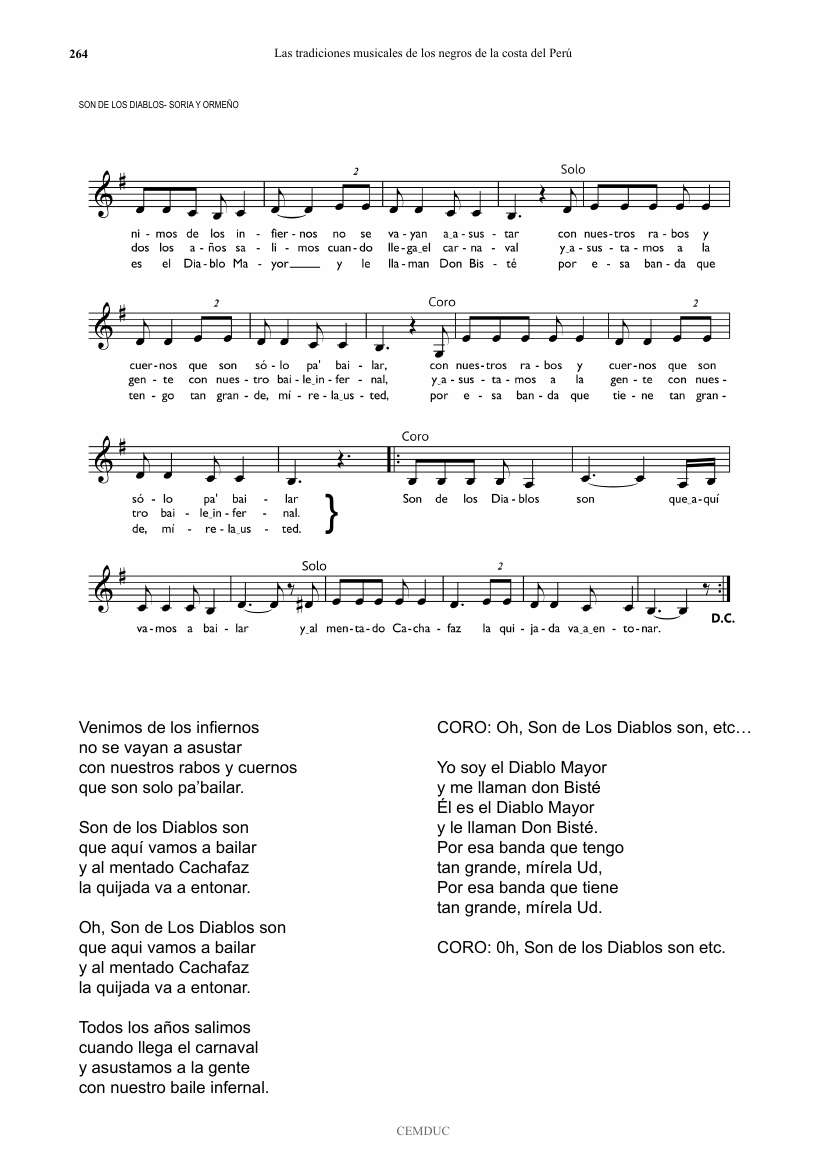 264
Las tradiciones musicales de los negros de la costa del Perú
SON DE LOS DIABLOS- SORIA Y ORMEÑO
2
Solo
ni - mos de los in - fier - nos no se va - yan a_a - sus - tar con nues - tros ra - bos y
dos los a - ños sa - li - mos cuan - do lle - ga_el car - na - val y_a - sus - ta - mos a la
es el Dia - blo Ma - yor____ y le lla - man Don Bis - té por e - sa ban - da que
2
Coro
2
cuer - nos que son só - lo pa' bai - lar, con nues - tros ra - bos y cuer - nos que son
gen - te con nues - tro bai - le_in - fer - nal, y_a - sus - ta - mos a la gen - te con nues -
ten - go tan gran - de, mí - re - la_us - ted, por e - sa ban - da que tie - ne tan gran -
Coro
só - lo pa' bai - lar Son de los Dia - blos son que_a - quí
tro bai - le_in - fer - nal.
de, mí - re - la_us - ted.
Solo
2
va - mos a bai - lar y_al men - ta - do Ca - cha - faz la qui - ja - da va_a_en - to - nar.
D.C.
Venimos de los infiernos
no se vayan a asustar
con nuestros rabos y cuernos
que son solo pa’bailar.
Son de los Diablos son
que aquí vamos a bailar
y al mentado Cachafaz
la quijada va a entonar.
Oh, Son de Los Diablos son
que aqui vamos a bailar
y al mentado Cachafaz
la quijada va a entonar.
Todos los años salimos
cuando llega el carnaval
y asustamos a la gente
con nuestro baile infernal.
CORO: Oh, Son de Los Diablos son, etc…
Yo soy el Diablo Mayor
y me llaman don Bisté
Él es el Diablo Mayor
y le llaman Don Bisté.
Por esa banda que tengo
tan grande, mírela Ud,
Por esa banda que tiene
tan grande, mírela Ud.
CORO: 0h, Son de los Diablos son etc.
CEMDUC